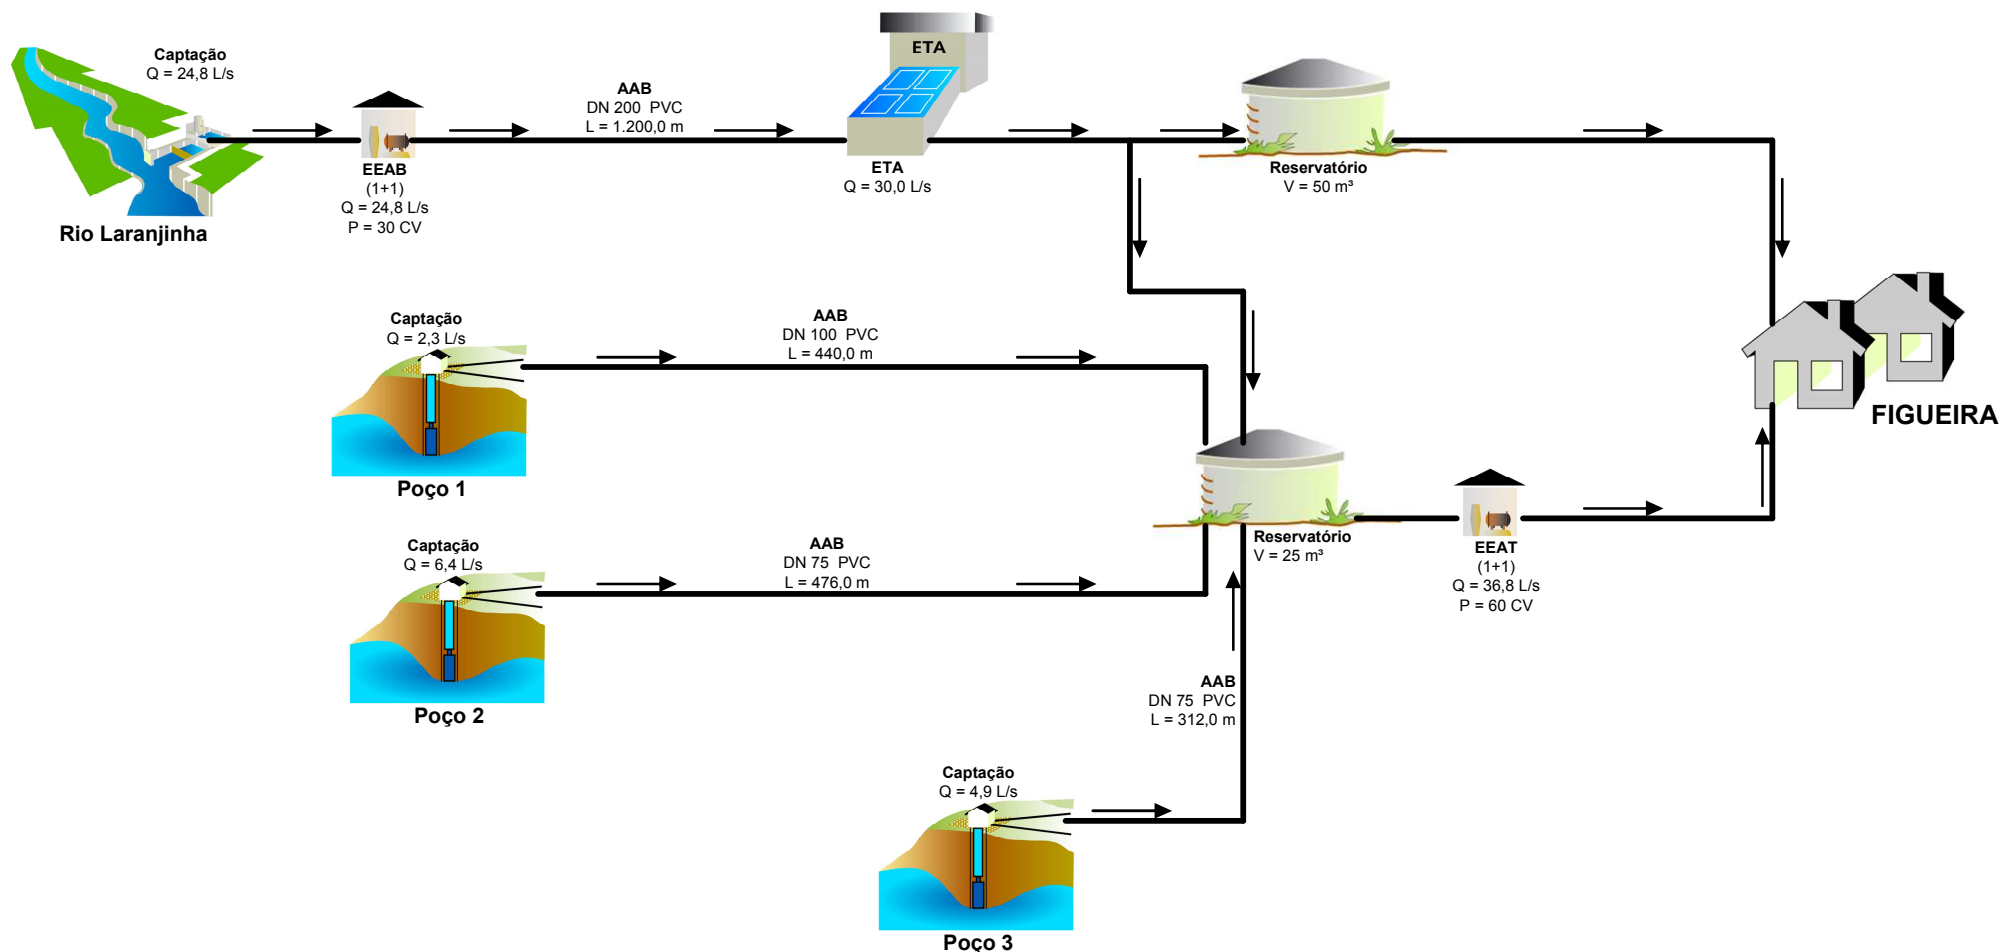 Captação
Q = 24,8 L/s
Rio Laranjinha
EEAB
(1+1)
Q = 24,8 L/s
P = 30 CV
AAB
DN 200 PVC
L = 1.200,0 m
ETA
ETA
Q = 30,0 L/s
Reservatório
V = 50 m³
Captação
Q = 2,3 L/s
Poço 1
AAB
DN 100 PVC
L = 440,0 m
FIGUEIRA
Captação
Q = 6,4 L/s
Poço 2
AAB
DN 75 PVC
L = 476,0 m
Reservatório
V = 25 m³
EEAT
(1+1)
Q = 36,8 L/s
P = 60 CV
AAB
DN 75 PVC
L = 312,0 m
Captação
Q = 4,9 L/s
Poço 3